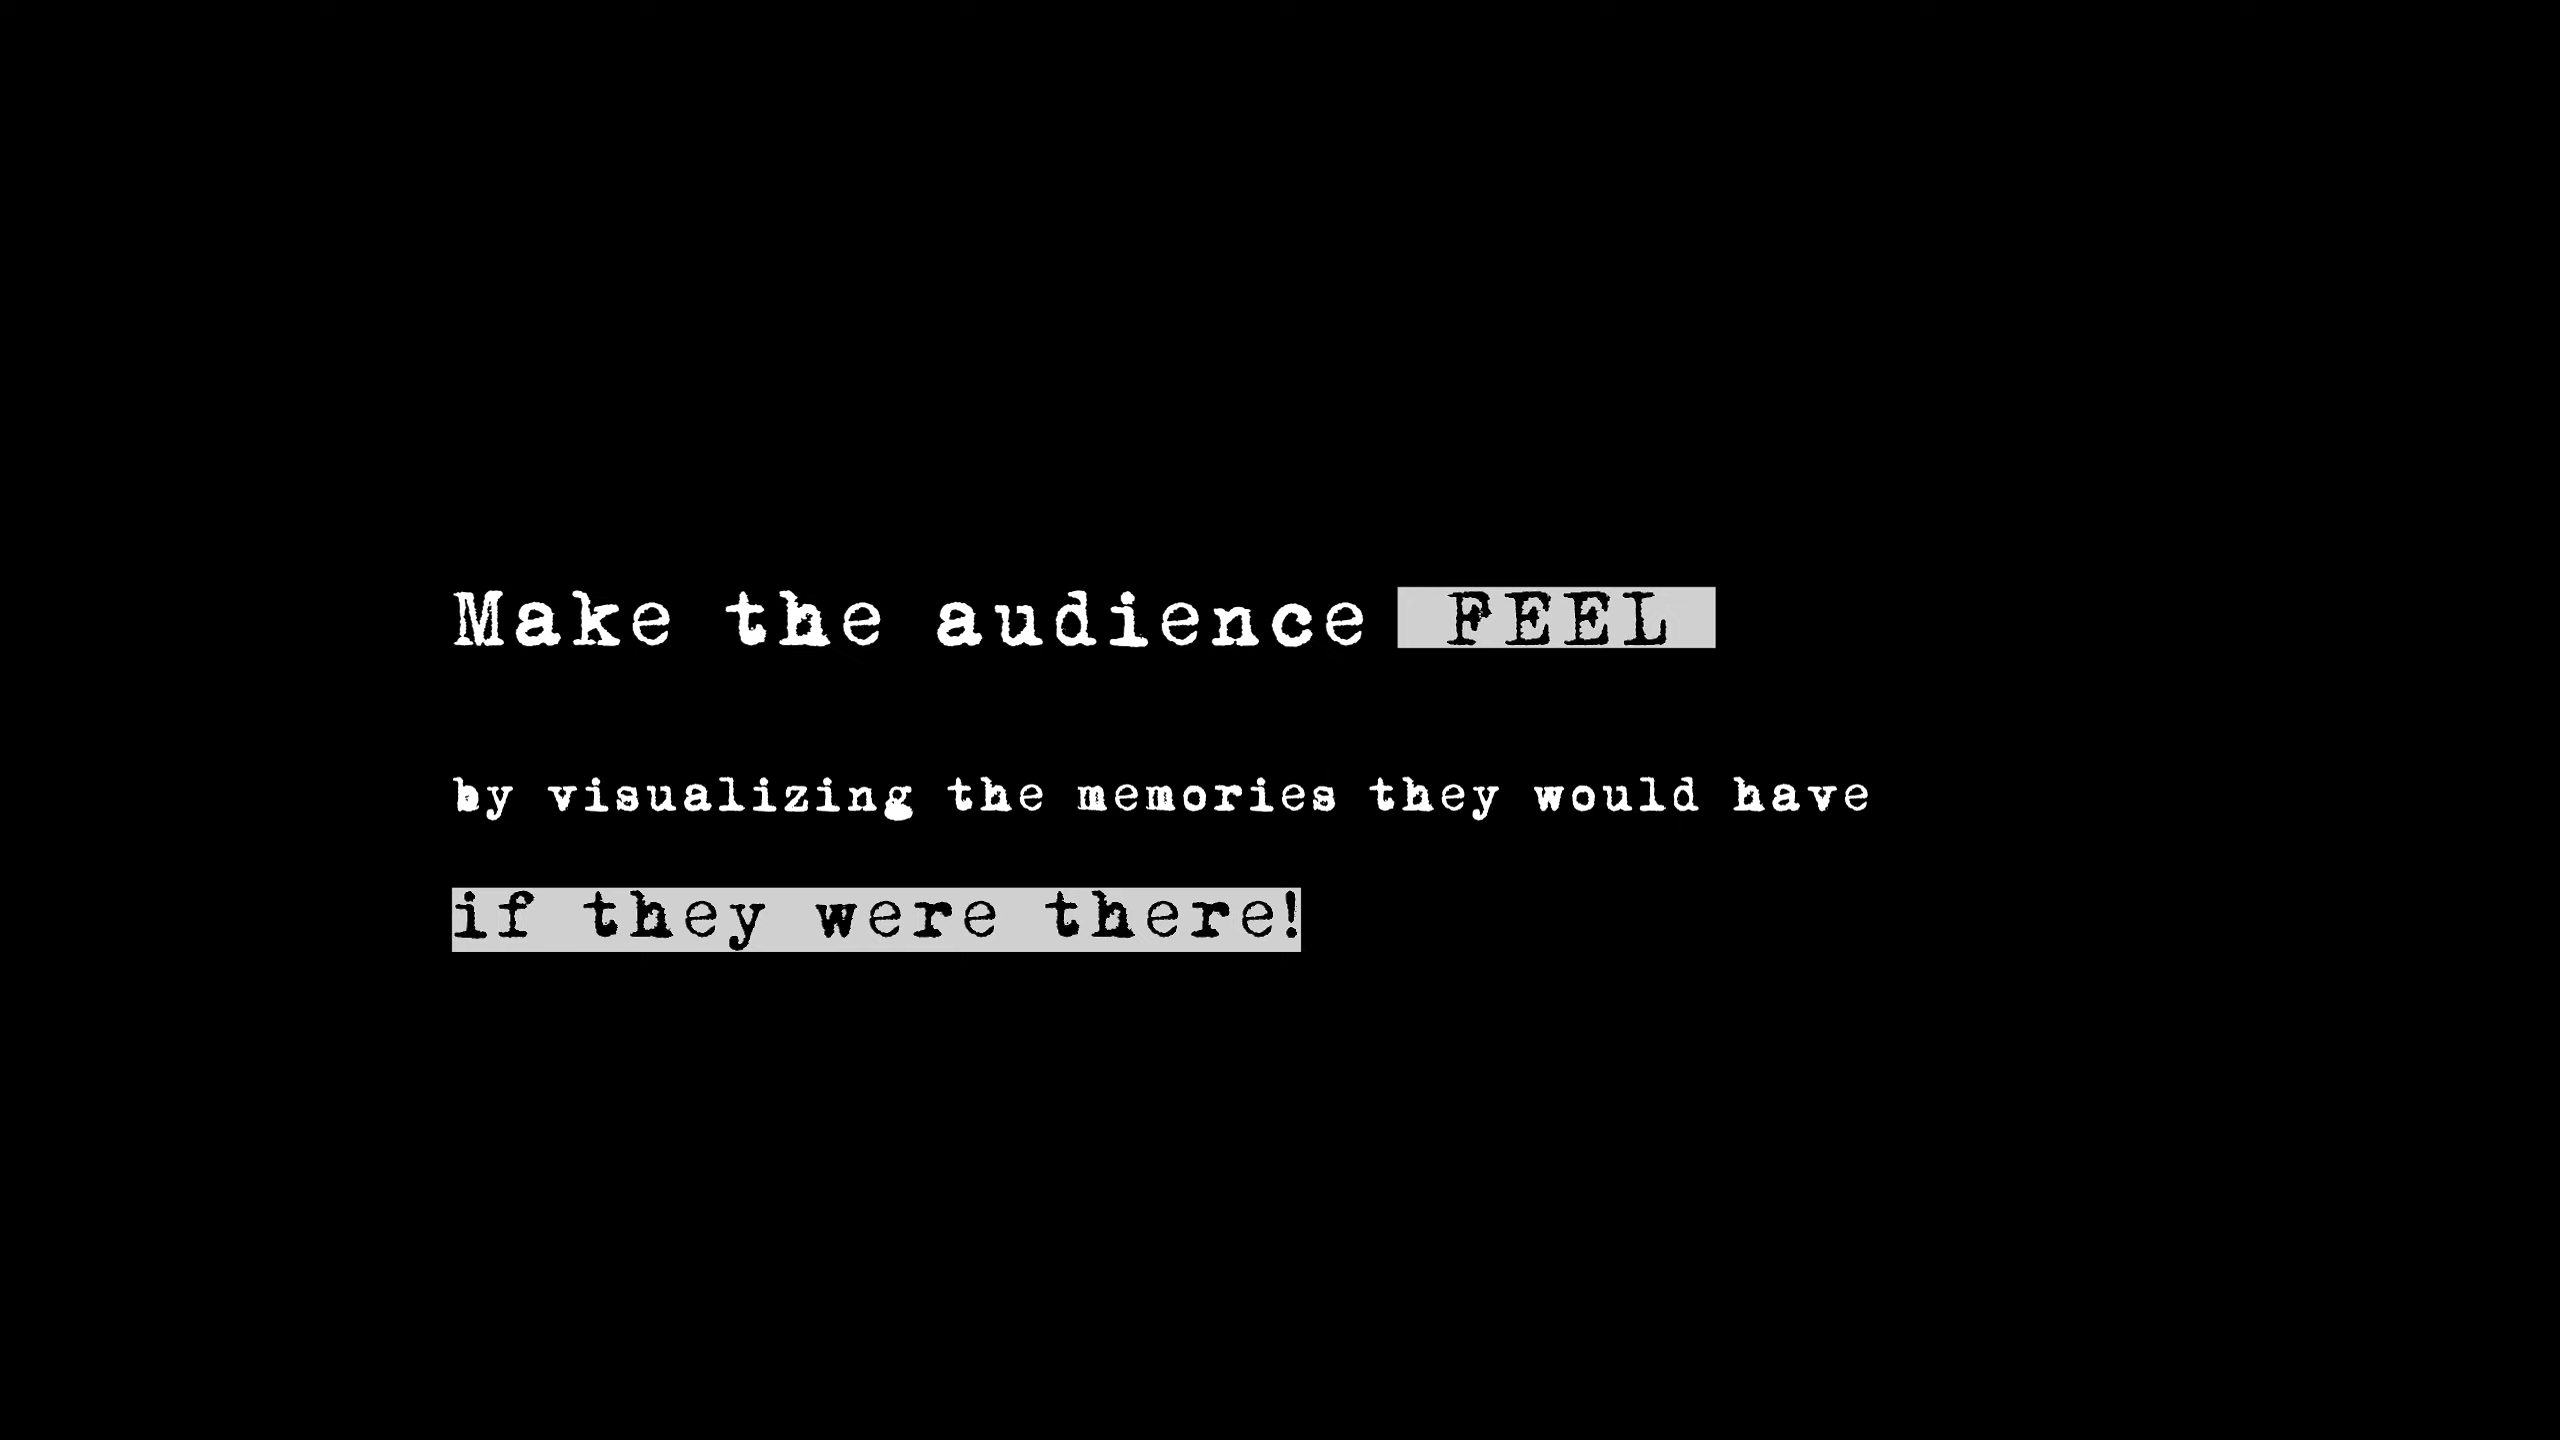 Make the audience FEEL
by visualizing the memories they would have
if they were there!